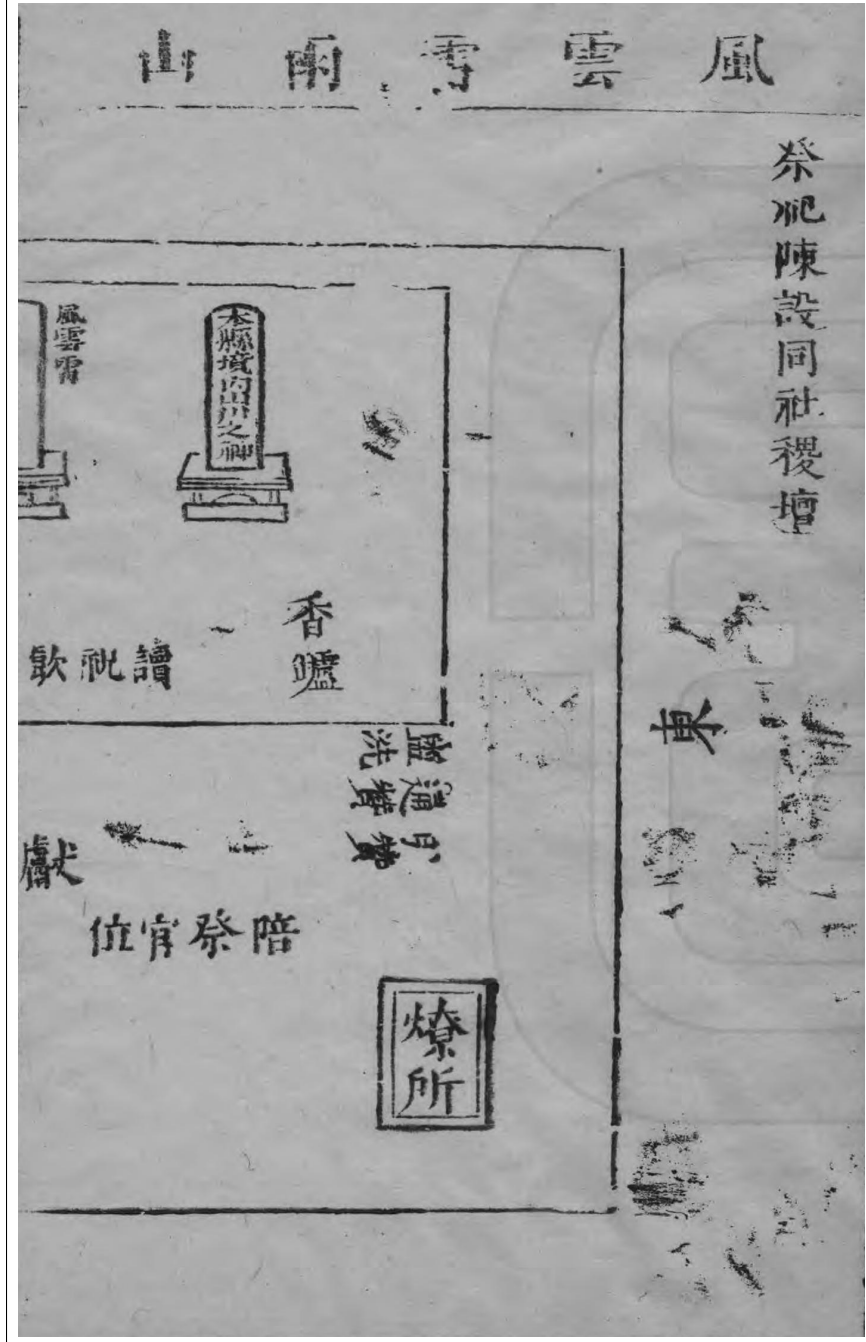 風雲雷雨山
祭祀陳設同社稷壇
東
本縣境內山川之神
風雲雷
香爐
讀祝飲
盥洗
通贊
引贊
獻
陪祭官位
燎所